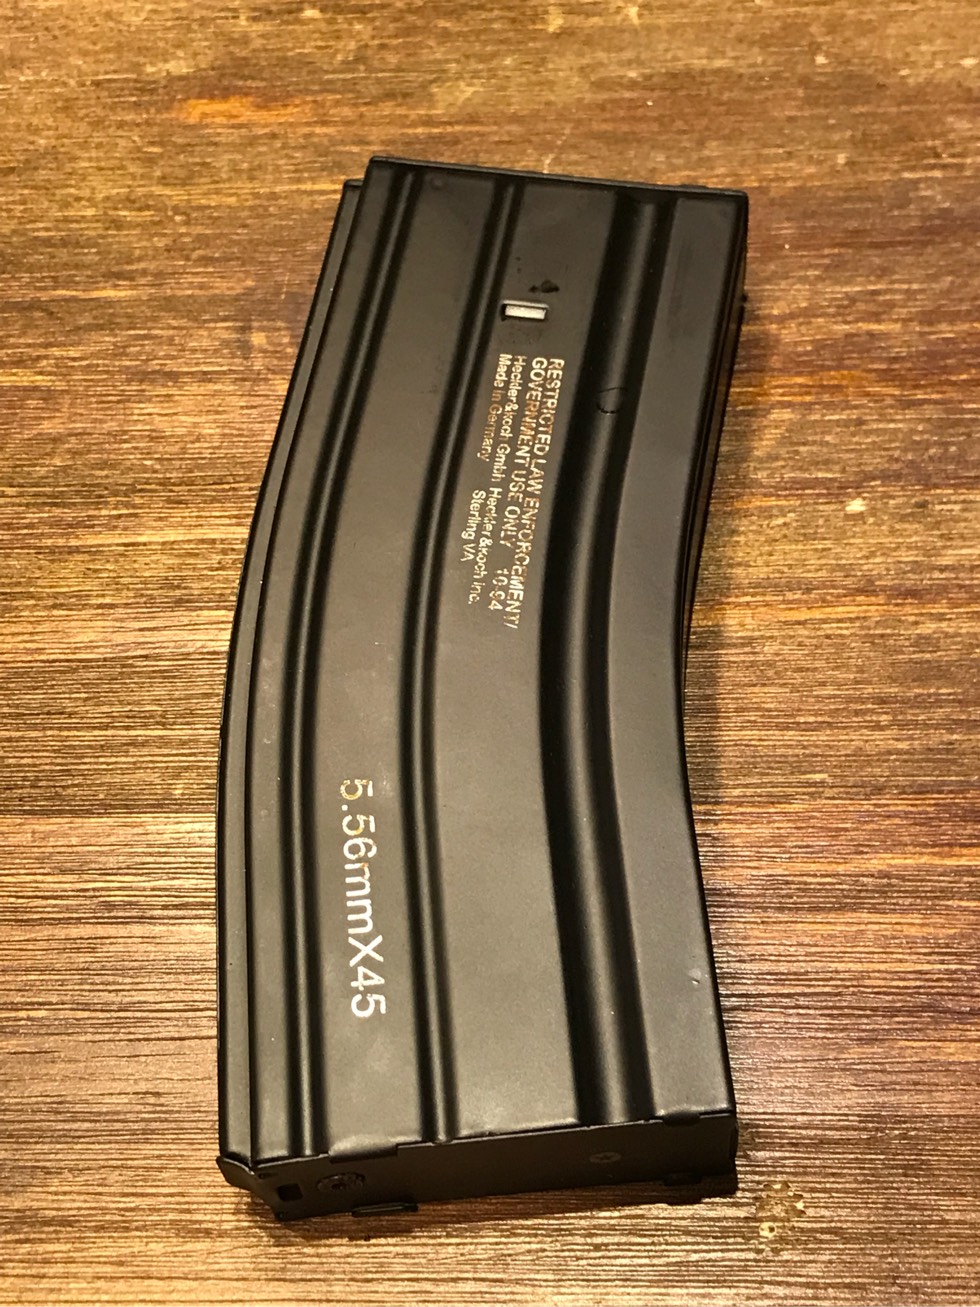 RESTRICTED LAW ENFORCEMENT/
GOVERNMENT USE ONLY 10-94
Heckler&Koch Gmbh Heckler&Koch Inc.
Made in Germany Sterling VA
5.56mmX45